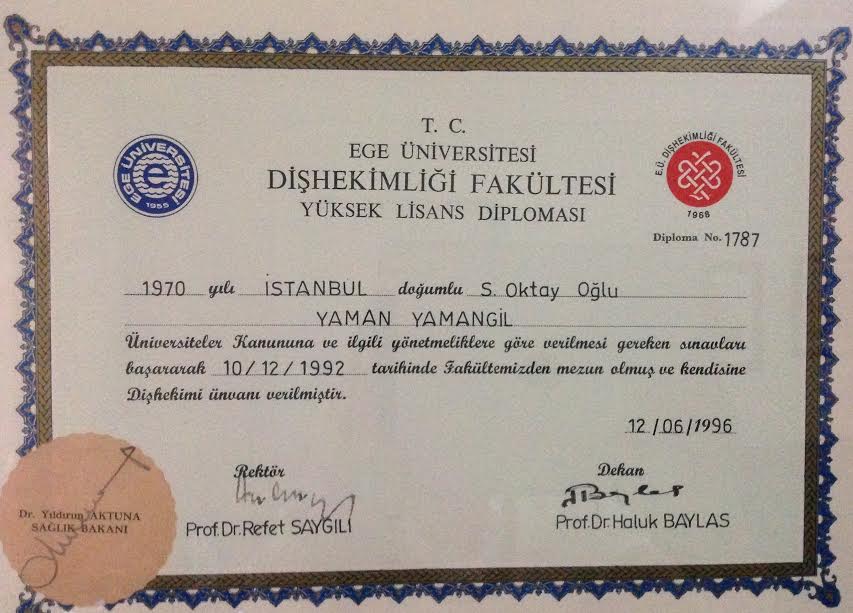 T. C.
EGE ÜNİVERSİTESİ
DİŞHEKİMLİĞİ FAKÜLTESİ
YÜKSEK LİSANS DİPLOMASI
EGE ÜNİVERSİTESİ
e
1955
E.Ü. DİŞHEKİMLİĞİ FAKÜLTESİ
1968
Diploma No. 1787
1970 yılı İSTANBUL doğumlu S. Oktay Oğlu
YAMAN YAMANGİL
Üniversiteler Kanununa ve ilgili yönetmeliklere göre verilmesi gereken sınavları
başararak 10/12/1992 tarihinde Fakültemizden mezun olmuş ve kendisine
Dişhekimi ünvanı verilmiştir.
12/06/1996
Rektör
Prof.Dr.Refet SAYGILI
Dekan
Prof.Dr.Haluk BAYLAS
Dr. Yıldırım AKTUNA
SAĞLIK BAKANI